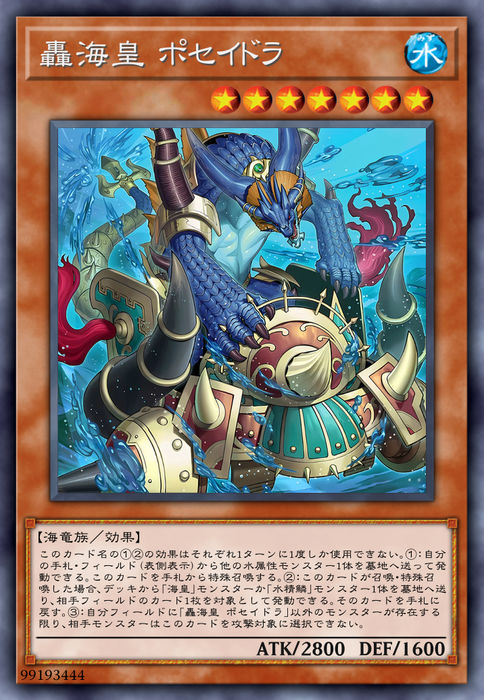 轟海皇 ポセイドラ
みず
水
【海竜族／効果】
このカード名の①②の効果はそれぞれ1ターンに1度しか使用できない。①：自分
の手札・フィールド（表側表示）から他の水属性モンスター1体を墓地へ送って発
動できる。このカードを手札から特殊召喚する。②：このカードが召喚・特殊召
喚した場合、デッキから「海皇」モンスターか「水精鱗」モンスター1体を墓地へ送
り、相手フィールドのカード1枚を対象として発動できる。そのカードを手札に
戻す。③：自分フィールドに「轟海皇 ポセイドラ」以外のモンスターが存在する
限り、相手モンスターはこのカードを攻撃対象に選択できない。
ATK/2800 DEF/1600
99193444